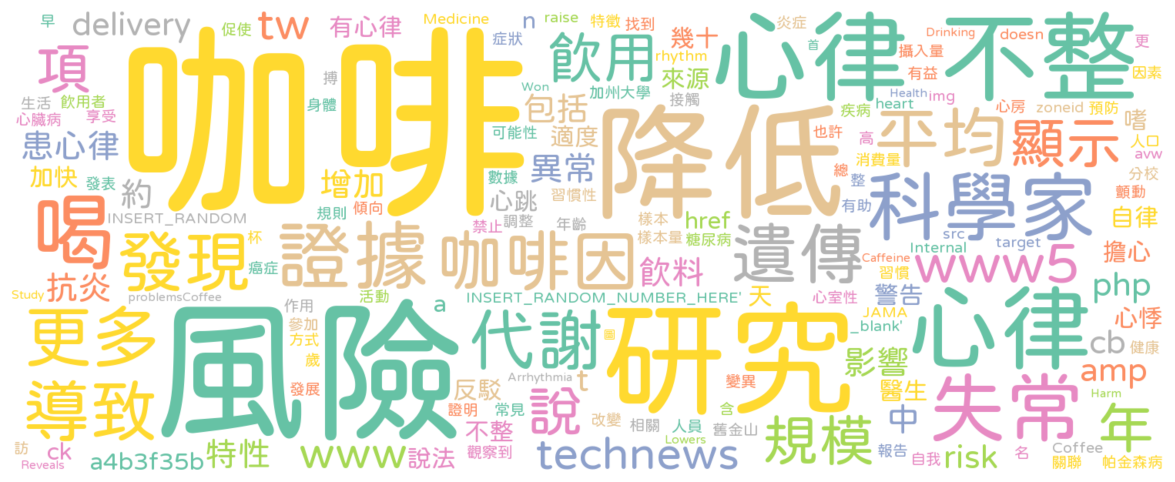 早 delivery 促使 tw 有心律 Medicine n raise 特徵 找到 炎症 Drinking doesn 更
項 咖啡 症狀 飲用 幾十 rhythm 心律不整 首 攝入量 因素
搏 Won 來源 有益
生活 飲用者 身體 包括 加州大學 接觸 疾病 heart Health img 心房 zoneid 預防
心臟病 享受 可能性 適度 降低 也許 高 平均 顯示 嗜 人口
患心律 異常 總 消費量 avw
加快 發表 約 增加 數據 習慣性 整 有助 科學家 顫動 分校
喝 INSERT_RANDOM 規則 傾向 心跳 調整 年齡 樣本 href 自律
禁止 樣本量 糖尿病 src target
發現 杯 癌症 證據 咖啡因 飲料 遺傳 Caffeine Internal www5 擔心
抗炎 習慣
Study problemsCoffee 活動 INSERT_RANDOM_NUMBER_HERE' 天 心室性 警告 php
更多 風險 作用 a 代謝 研究 JAMA _blank' 心律 心悸
參加 方式 cb 健康
歲 影響 amp
導致 發展 Arrhythmia t 變異 醫生 失常 Harm
反駁 說 年
證明 常見 改變 含 中
訪 ck 特性 www 不整 相關 人員 規模 Coffee
Reveals a4b3f35b 說法 觀察到 technews Lowers 舊金山 報告 自我 risk 名 關聯 帕金森病